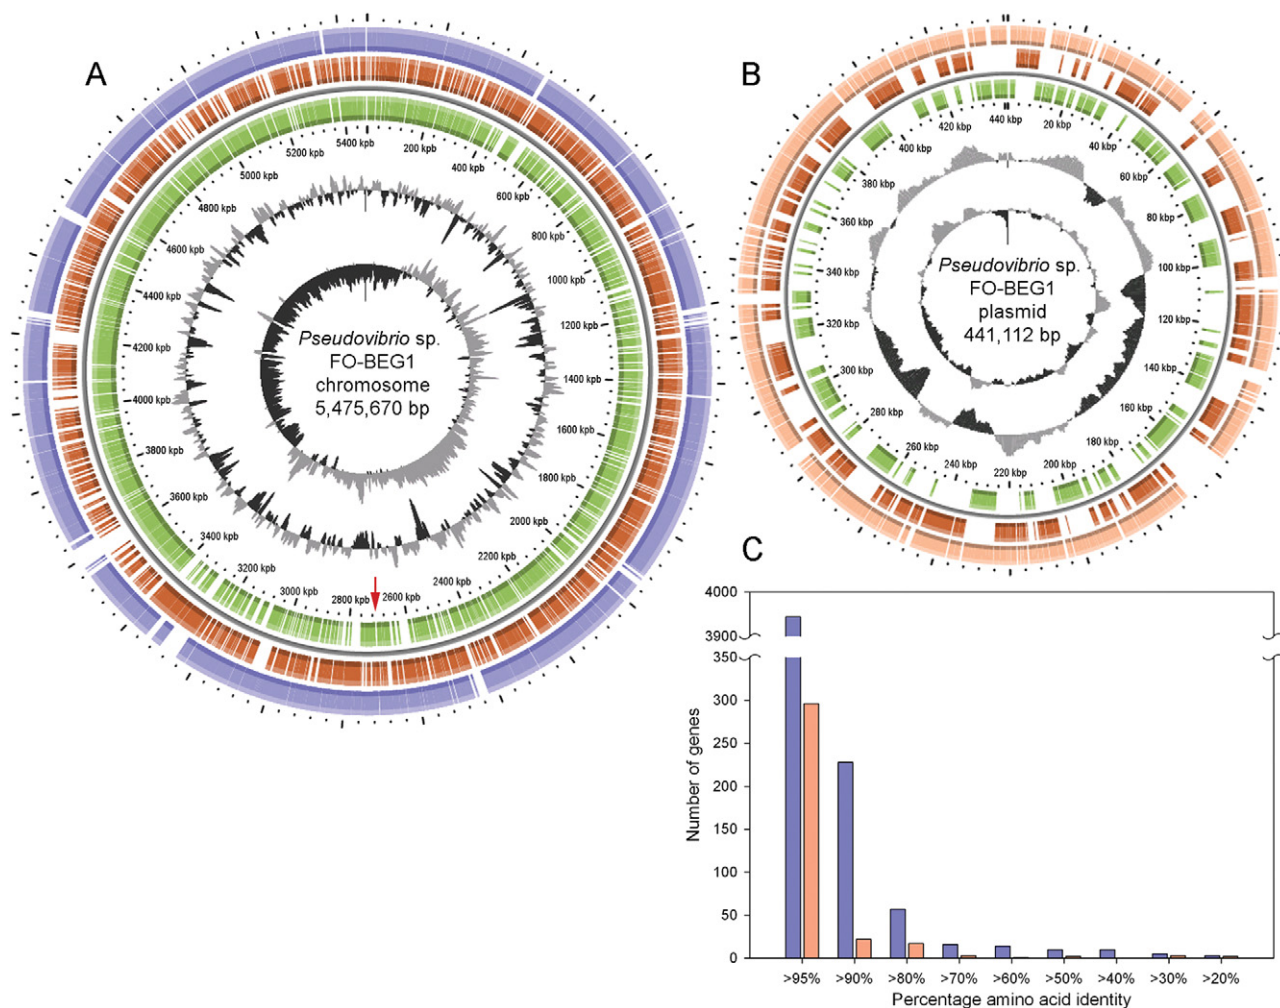 A
5400 kpb
200 kpb
400 kpb
600 kpb
800 kpb
1000 kpb
1200 kpb
1400 kpb
1600 kpb
1800 kpb
2000 kpb
2200 kpb
2400 kpb
2600 kpb
2800 kpb
3000 kpb
3200 kpb
3400 kpb
3600 kpb
3800 kpb
4000 kpb
4200 kpb
4400 kpb
4600 kpb
4800 kpb
5000 kpb
5200 kpb
Pseudovibrio sp.
FO-BEG1
chromosome
5,475,670 bp
B
440 kbp
20 kbp
40 kbp
60 kbp
80 kbp
100 kbp
120 kbp
140 kbp
160 kbp
180 kbp
200 kbp
220 kbp
240 kbp
260 kbp
280 kbp
300 kbp
320 kbp
340 kbp
360 kbp
380 kbp
400 kbp
420 kbp
Pseudovibrio sp.
FO-BEG1
plasmid
441,112 bp
C
4000
3900
350
300
250
200
150
100
50
0
Number of genes
>95%
>90%
>80%
>70%
>60%
>50%
>40%
>30%
>20%
Percentage amino acid identity